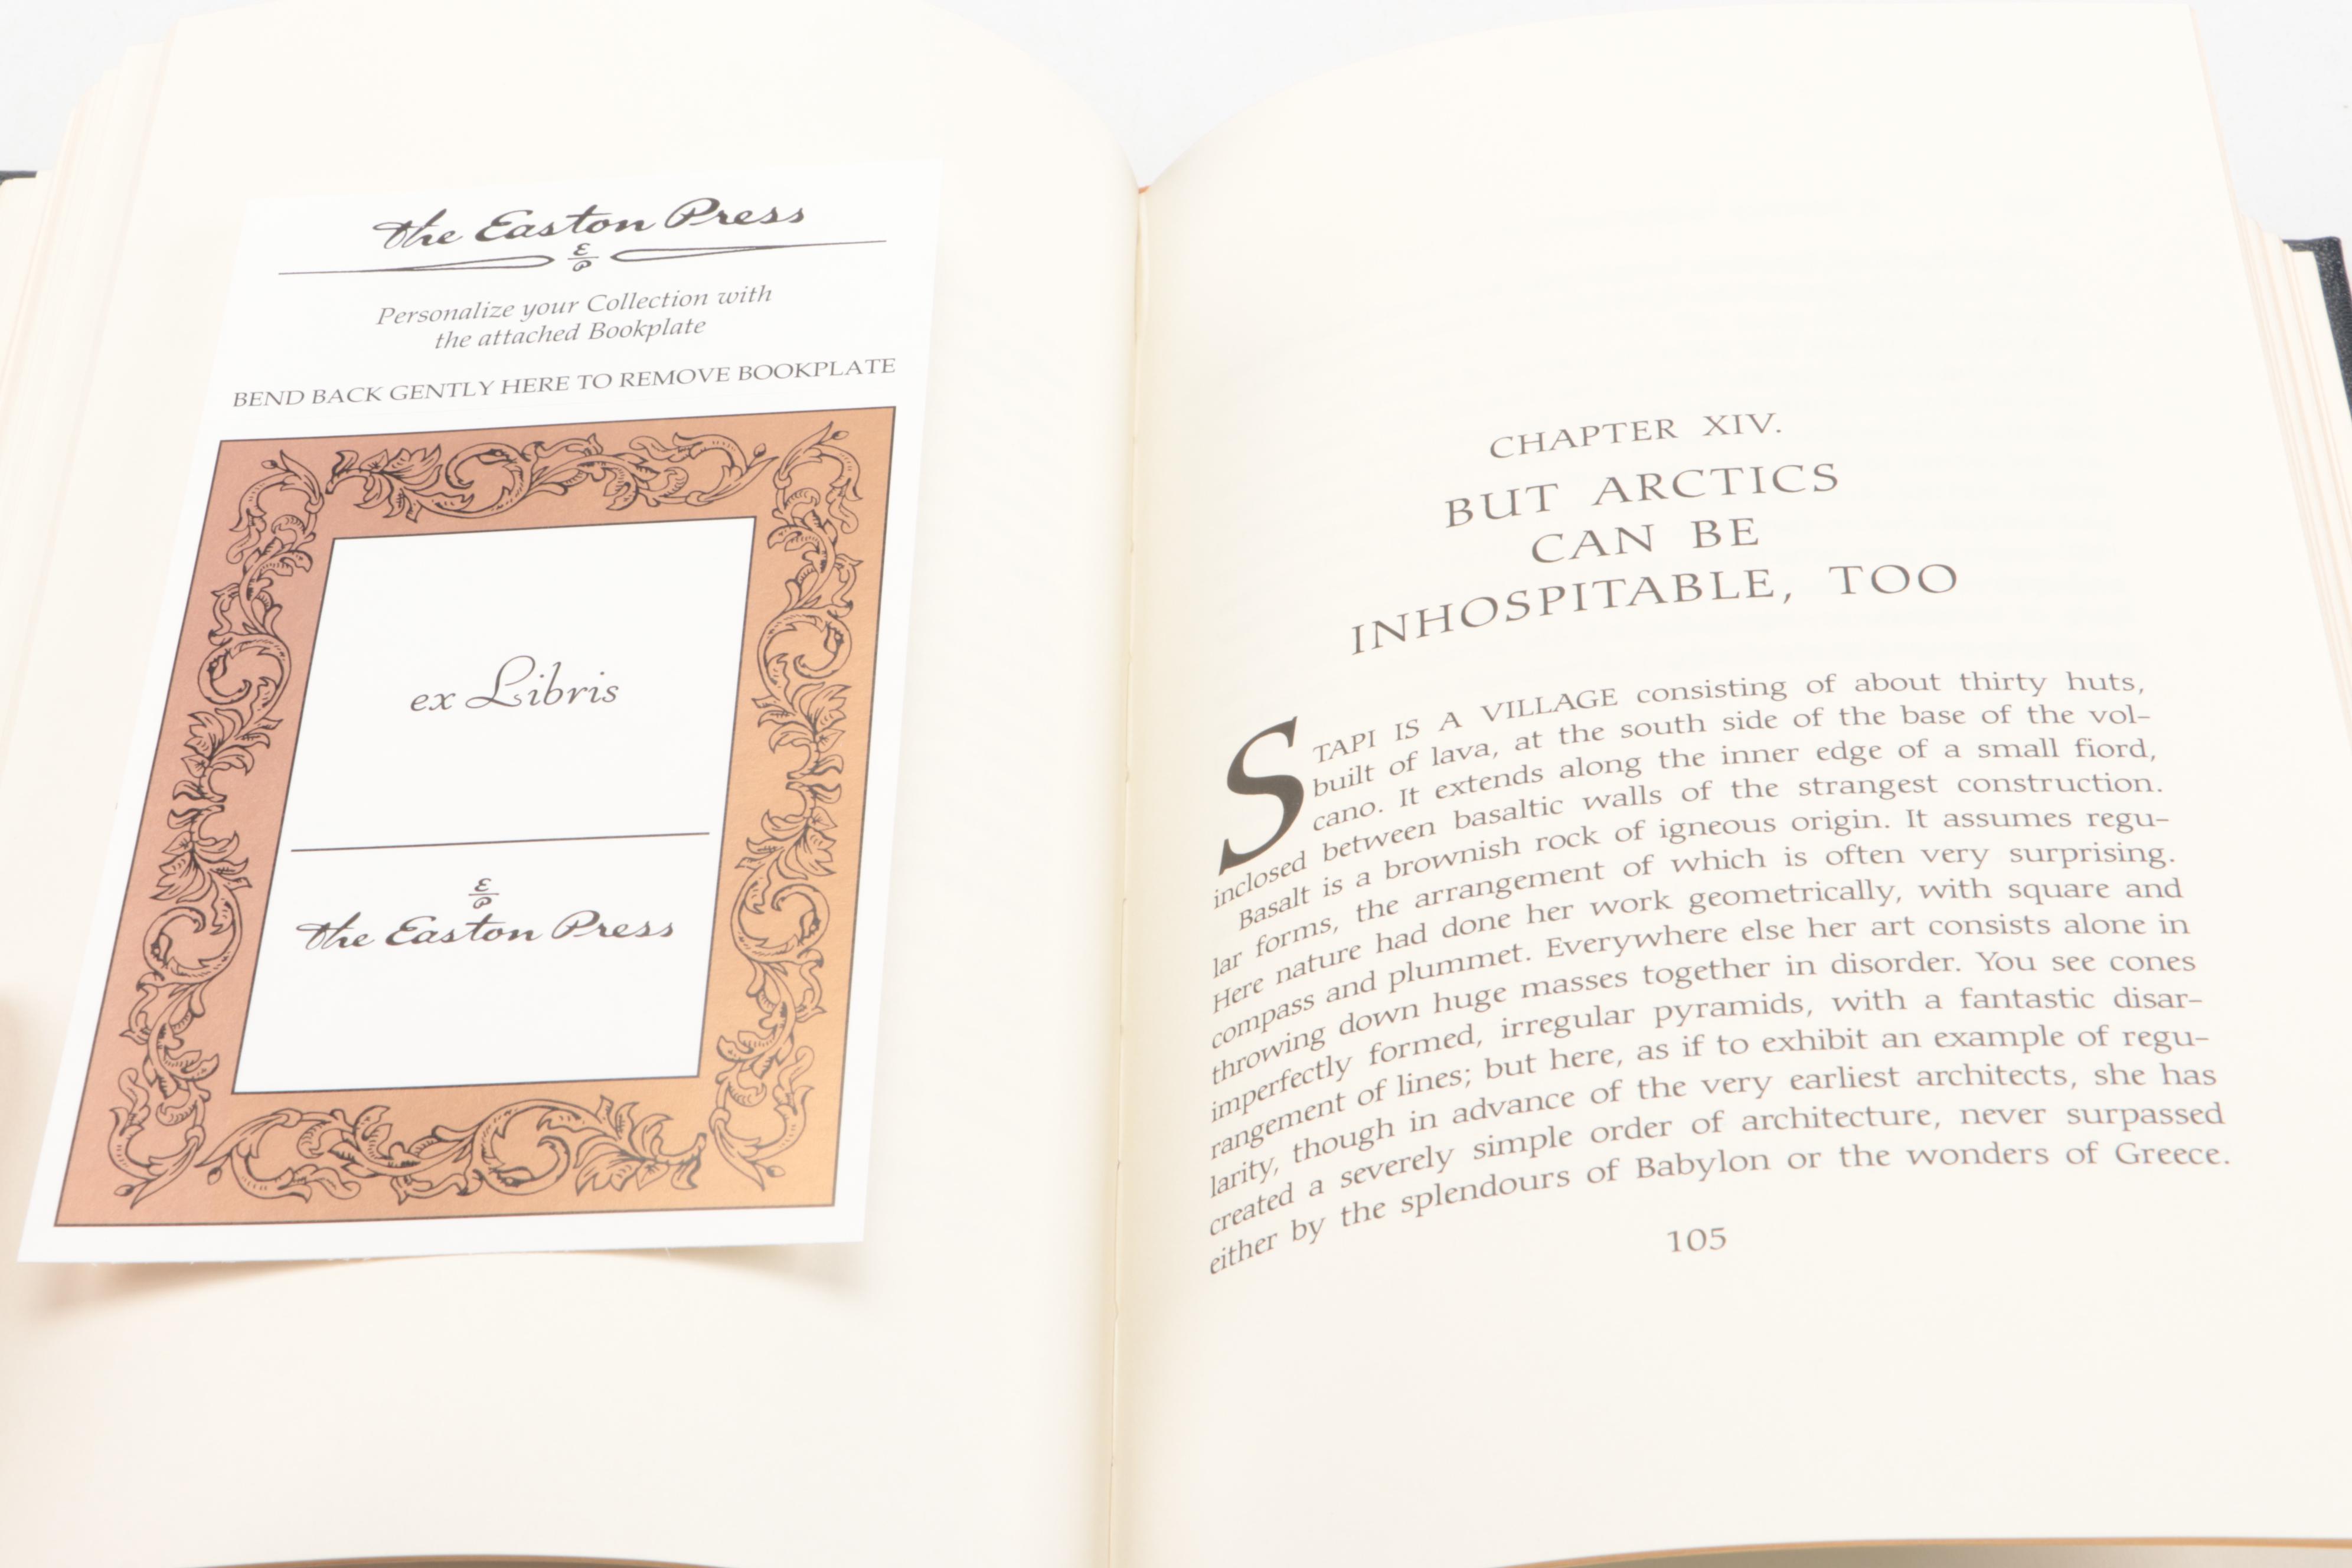 the Easton Press
EP
Personalize your Collection with
the attached Bookplate
BEND BACK GENTLY HERE TO REMOVE BOOKPLATE
ex Libris
EP
the Easton Press
CHAPTER XIV.
BUT ARCTICS
CAN BE
INHOSPITABLE, TOO
STAPI IS A VILLAGE consisting of about thirty huts,
built of lava, at the south side of the base of the vol-
cano. It extends along the inner edge of a small fiord,
inclosed between basaltic walls of the strangest construction.
Basalt is a brownish rock of igneous origin. It assumes regu-
lar forms, the arrangement of which is often very surprising.
Here nature had done her work geometrically, with square and
compass and plummet. Everywhere else her art consists alone in
throwing down huge masses together in disorder. You see cones
imperfectly formed, irregular pyramids, with a fantastic disar-
rangement of lines; but here, as if to exhibit an example of regu-
larity, though in advance of the very earliest architects, she has
created a severely simple order of architecture, never surpassed
either by the splendours of Babylon or the wonders of Greece.
105